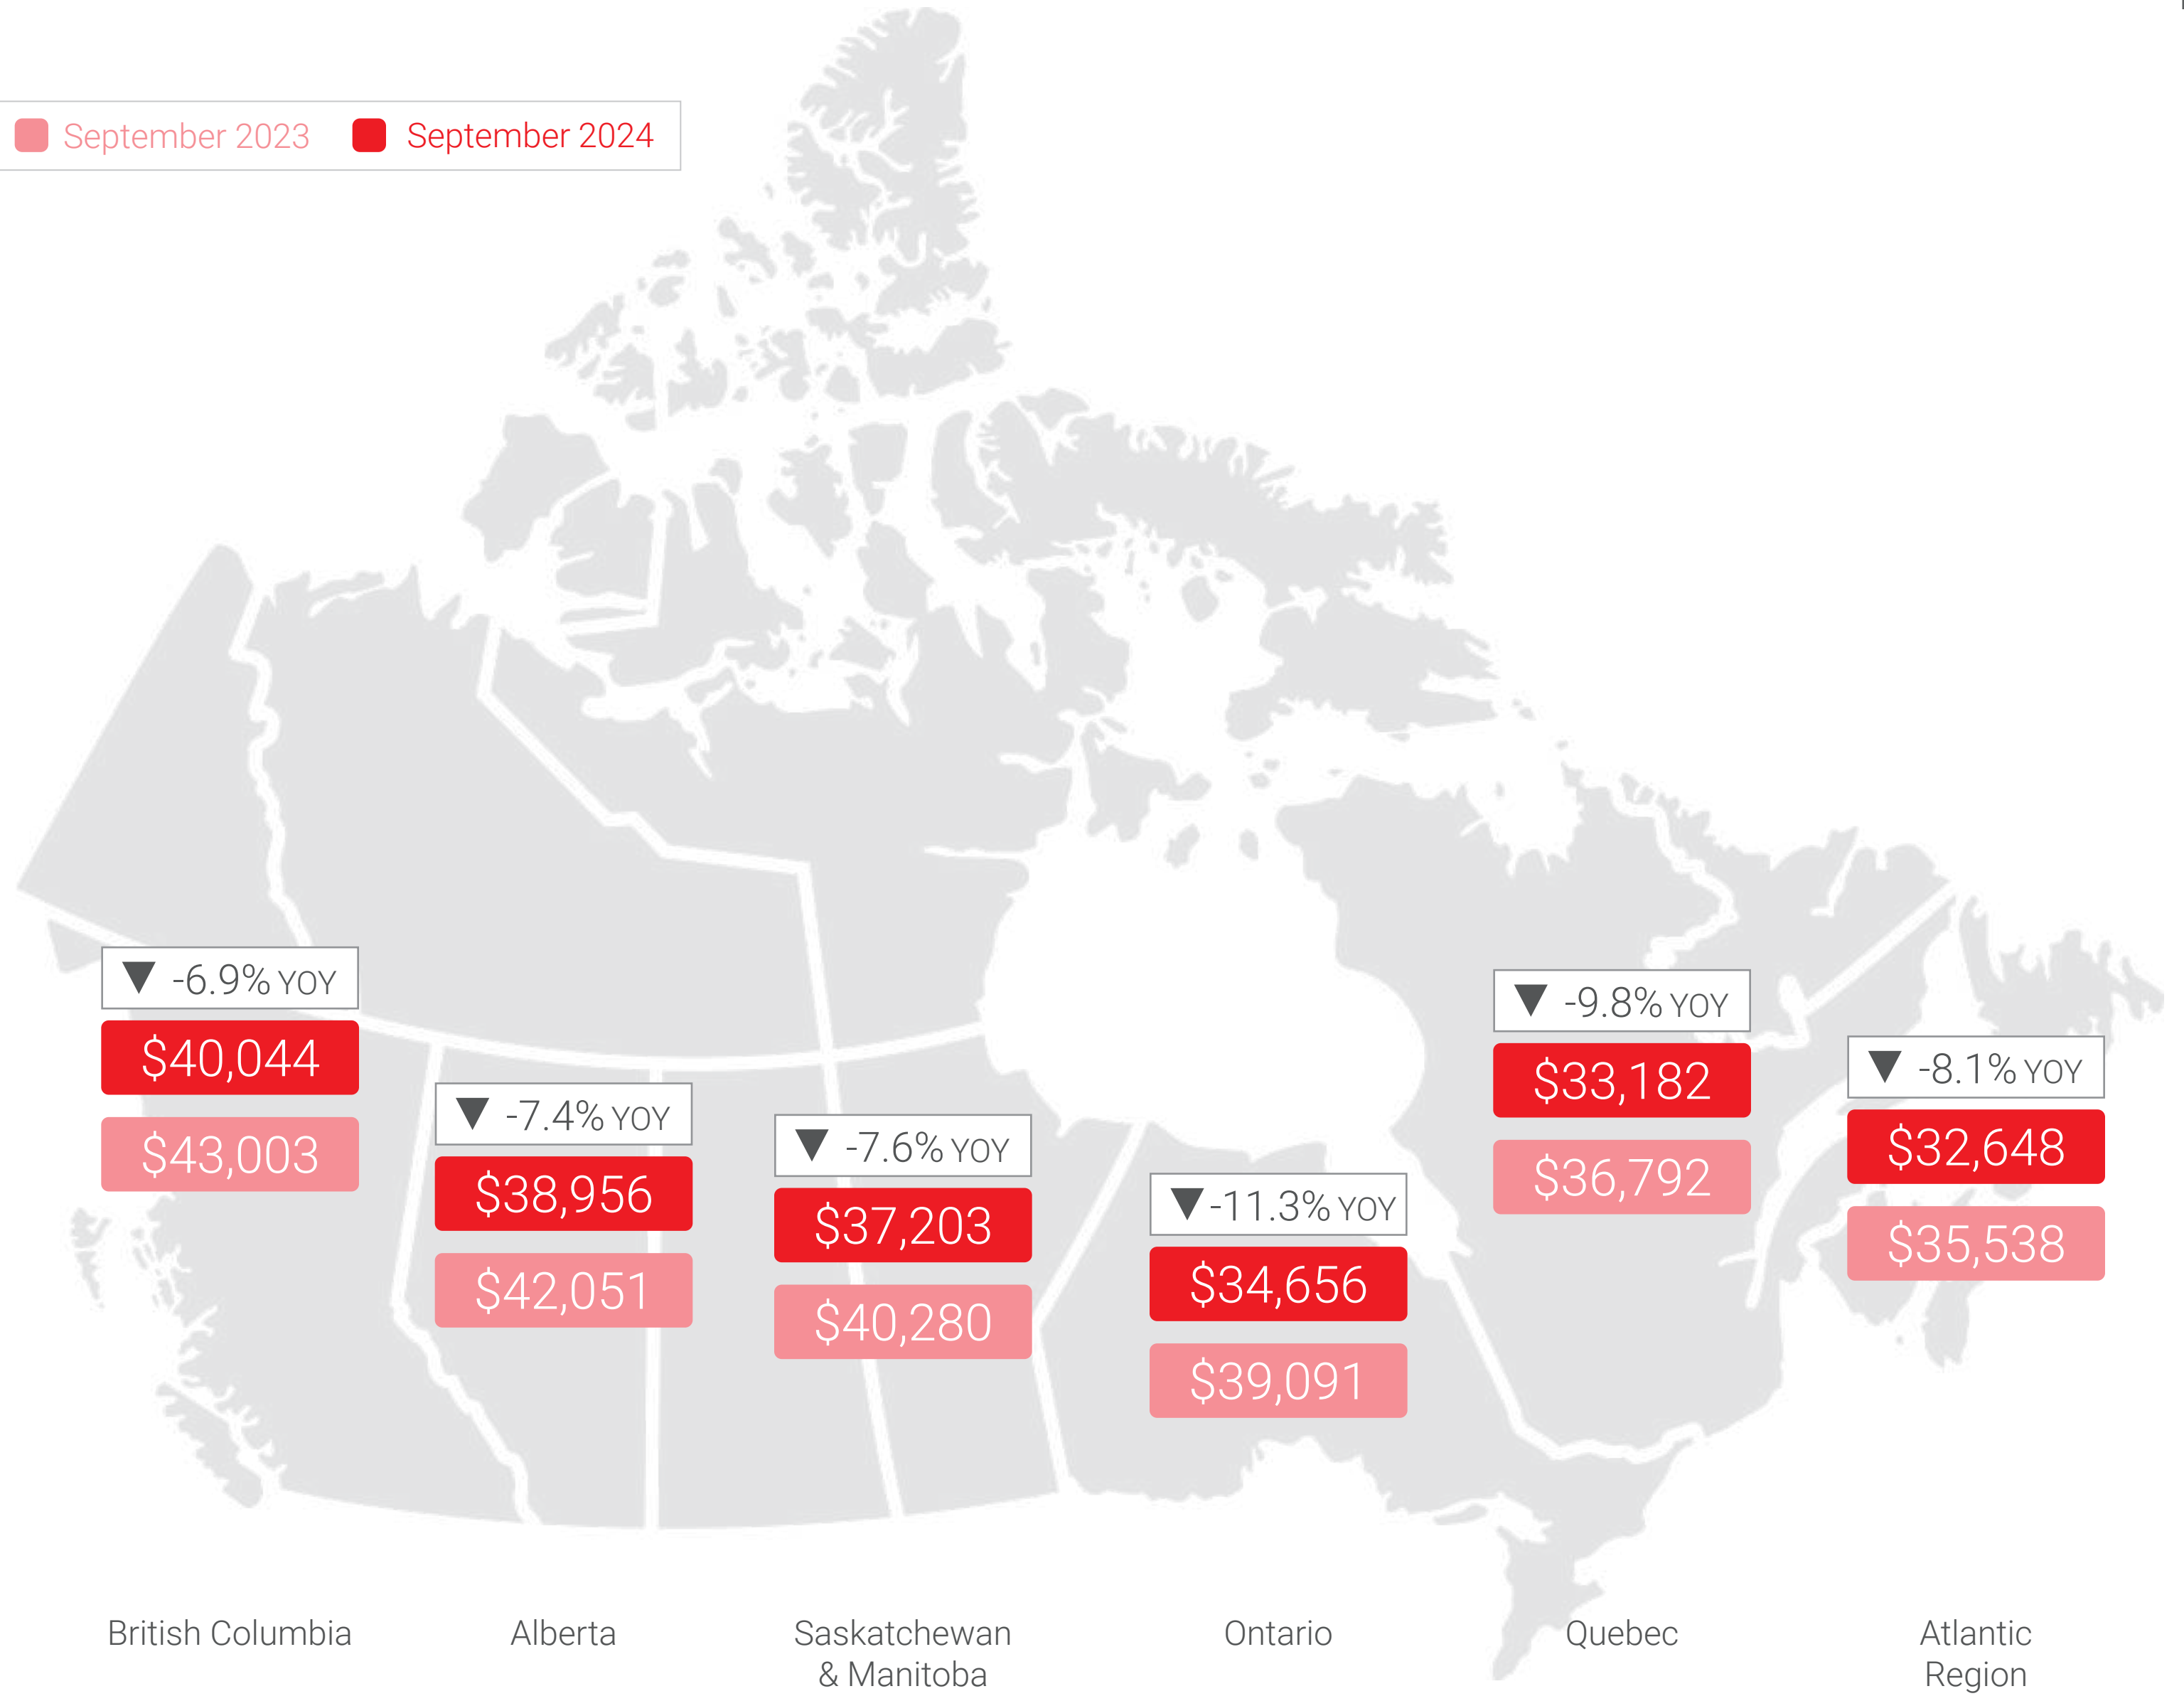 September 2023 September 2024
-6.9% YOY
$40,044
$43,003
-7.4% YOY
$38,956
$42,051
-7.6% YOY
$37,203
$40,280
-11.3% YOY
$34,656
$39,091
-9.8% YOY
$33,182
$36,792
-8.1% YOY
$32,648
$35,538
British Columbia
Alberta
Saskatchewan
& Manitoba
Ontario
Quebec
Atlantic
Region